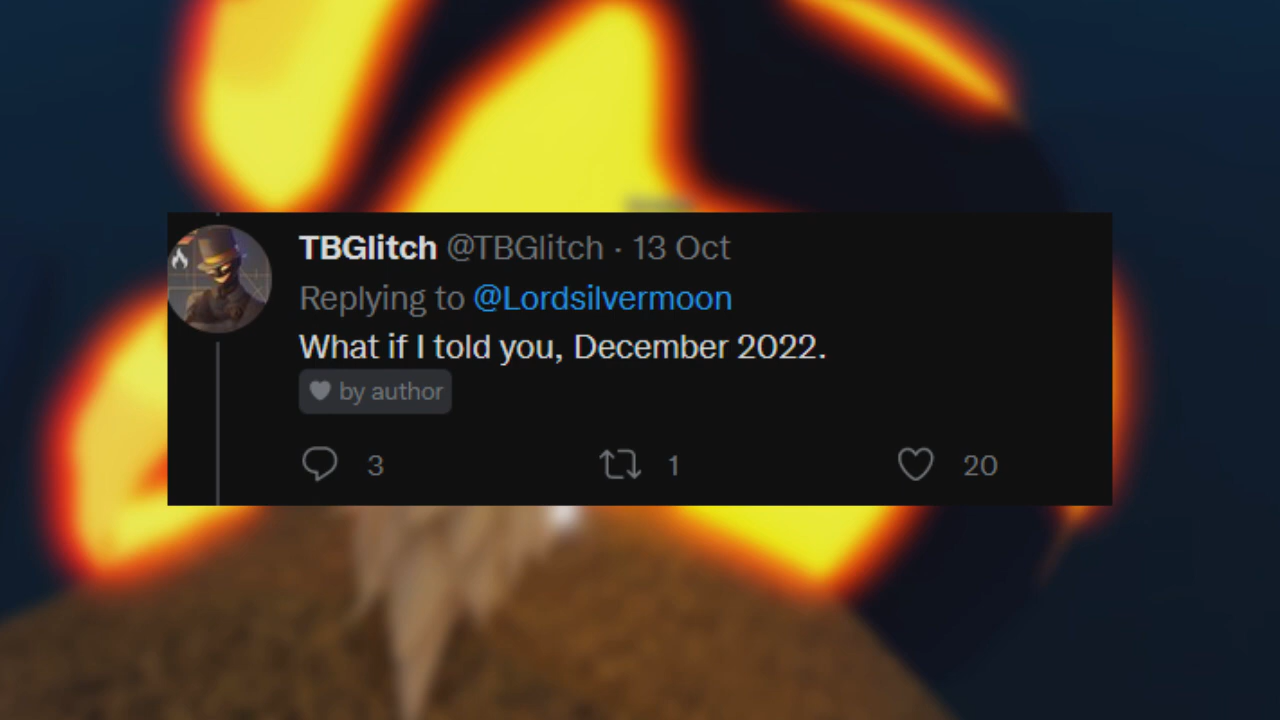 TBGlitch @TBGlitch · 13 Oct
Replying to @Lordsilvermoon
What if I told you, December 2022.
by author
3 1 20